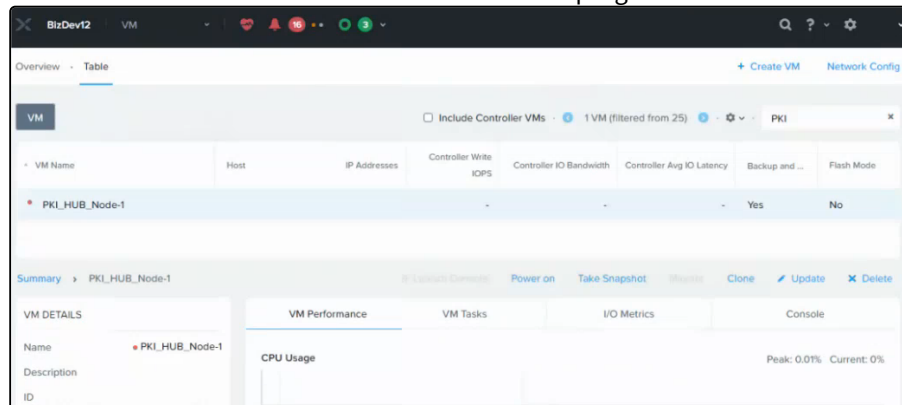 BizDev12 VM 16 3
?
Overview · Table + Create VM Network Config
VM Include Controller VMs · 1 VM (filtered from 25) · · PKI ×
VM Name Host IP Addresses Controller Write IOPS Controller IO Bandwidth Controller Avg IO Latency Backup and ... Flash Mode
PKI_HUB_Node-1 - - - Yes No
Summary > PKI_HUB_Node-1 Launch Console Power on Take Snapshot Migrate Clone Update × Delete
VM DETAILS VM Performance VM Tasks I/O Metrics Console
Name PKI_HUB_Node-1
CPU Usage Peak: 0.01% Current: 0%
Description
ID